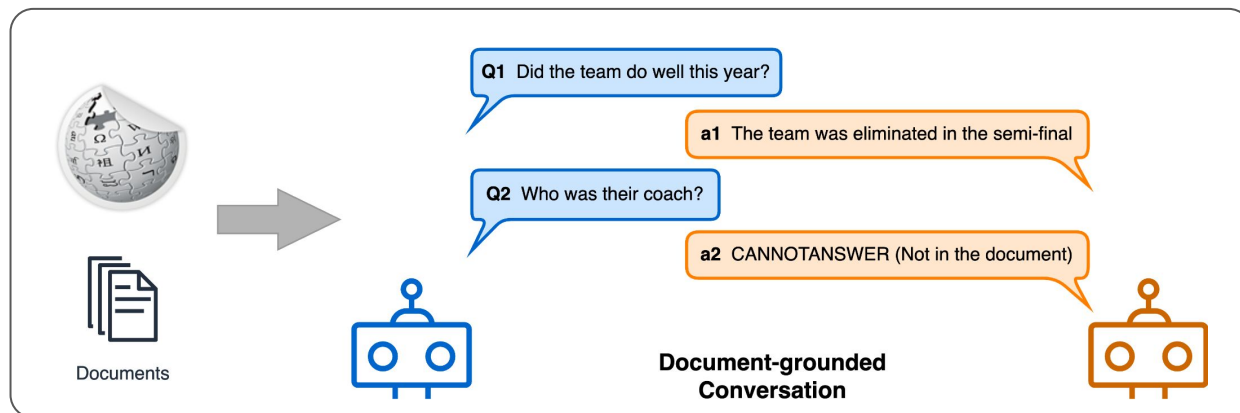 Q1 Did the team do well this year?
a1 The team was eliminated in the semi-final
Q2 Who was their coach?
a2 CANNOTANSWER (Not in the document)
Documents
Document-grounded
Conversation